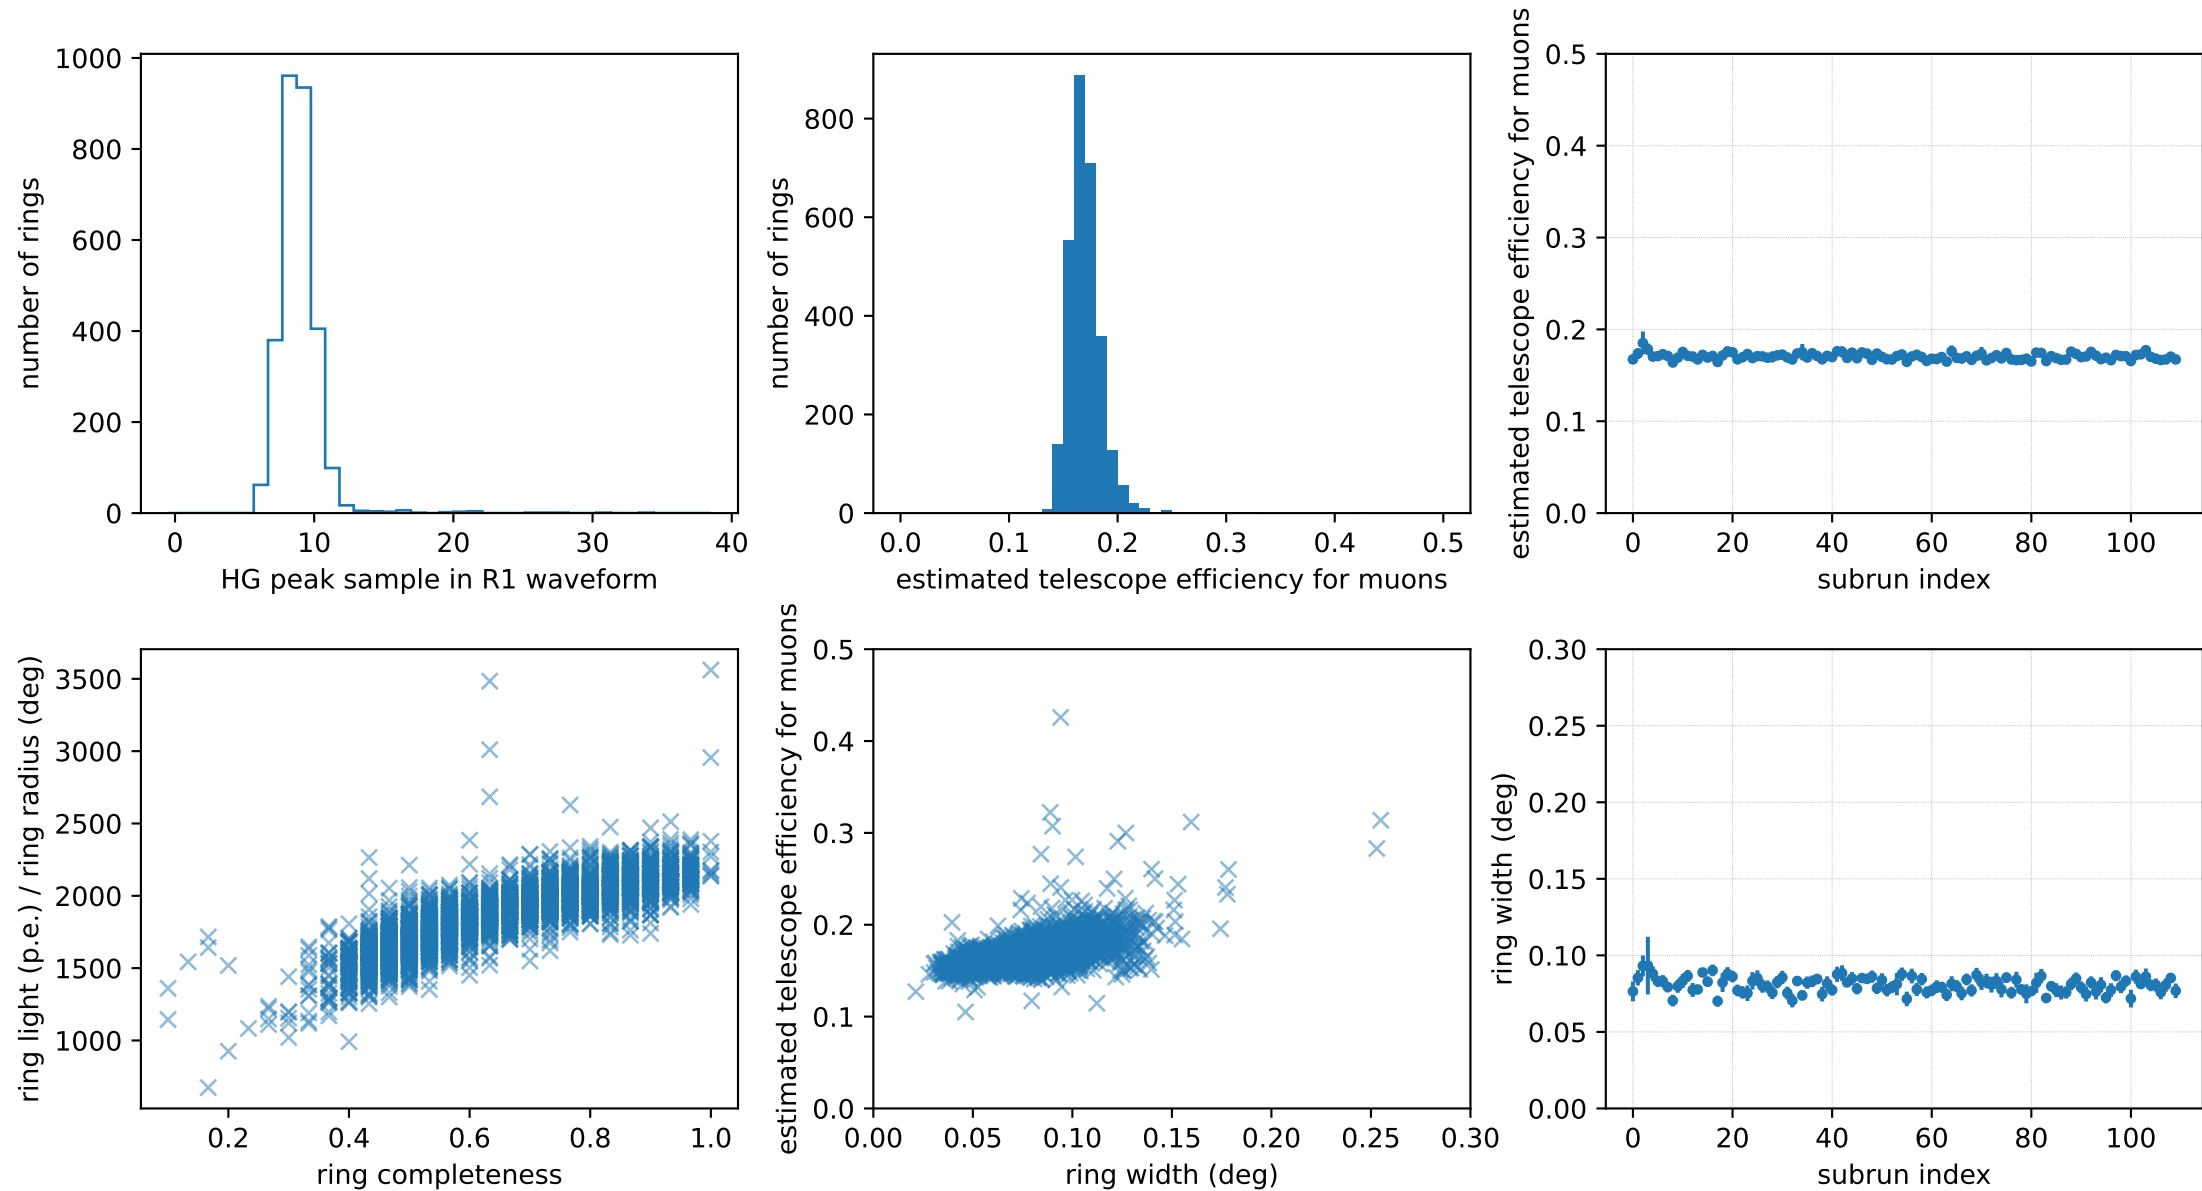 1000
800
600
400
200
0
number of rings
0 10 20 30 40
HG peak sample in R1 waveform
800
600
400
200
0
number of rings
0.0 0.1 0.2 0.3 0.4 0.5
estimated telescope efficiency for muons
0.5
0.4
0.3
0.2
0.1
0.0
estimated telescope efficiency for muons
0 20 40 60 80 100
subrun index
3500
3000
2500
2000
1500
1000
ring light (p.e.) / ring radius (deg)
0.2 0.4 0.6 0.8 1.0
ring completeness
0.5
0.4
0.3
0.2
0.1
0.0
estimated telescope efficiency for muons
0.00 0.05 0.10 0.15 0.20 0.25 0.30
ring width (deg)
0.30
0.25
0.20
0.15
0.10
0.05
0.00
ring width (deg)
0 20 40 60 80 100
subrun index